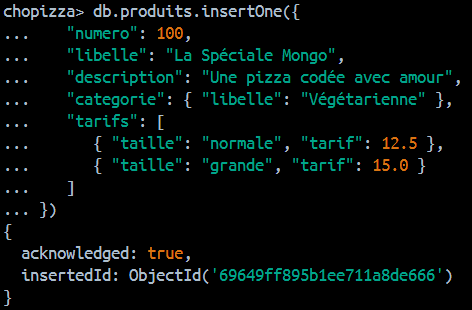 chopizza> db.produits.insertOne({
...     "numero": 100,
...     "libelle": "La Spéciale Mongo",
...     "description": "Une pizza codée avec amour",
...     "categorie": { "libelle": "Végétarienne" },
...     "tarifs": [
...        { "taille": "normale", "tarif": 12.5 },
...        { "taille": "grande", "tarif": 15.0 }
...     ]
... })
{
  acknowledged: true,
  insertedId: ObjectId('69649ff895b1ee711a8de666')
}